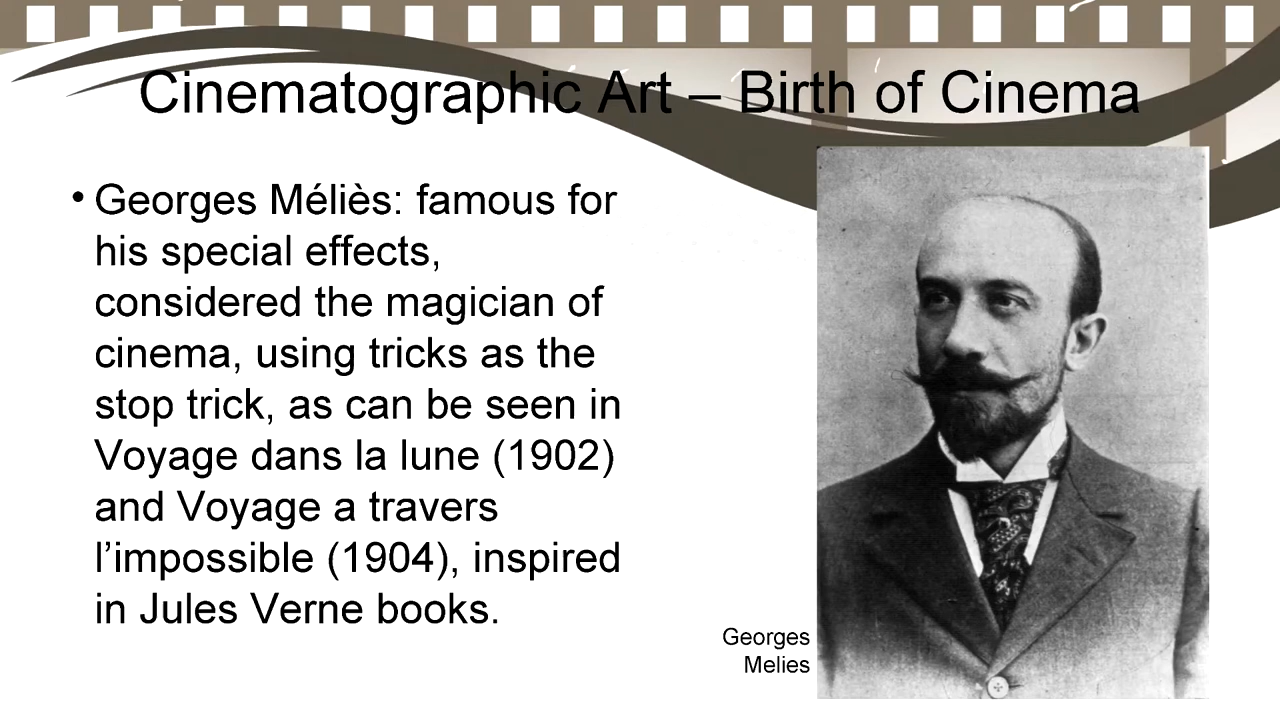 Cinematographic Art – Birth of Cinema
• Georges Méliès: famous for
his special effects,
considered the magician of
cinema, using tricks as the
stop trick, as can be seen in
Voyage dans la lune (1902)
and Voyage a travers
l’impossible (1904), inspired
in Jules Verne books.
Georges
Melies